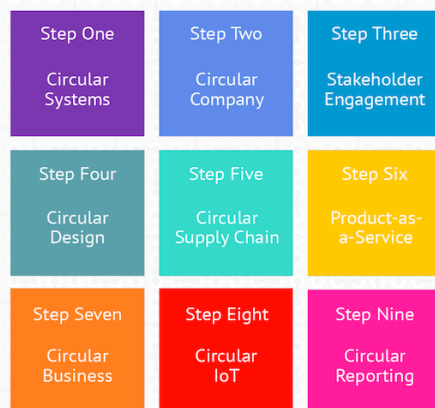 Step One
Circular
Systems
Step Two
Circular
Company
Step Three
Stakeholder
Engagement
Step Four
Circular
Design
Step Five
Circular
Supply Chain
Step Six
Product-as-
a-Service
Step Seven
Circular
Business
Step Eight
Circular
IoT
Step Nine
Circular
Reporting